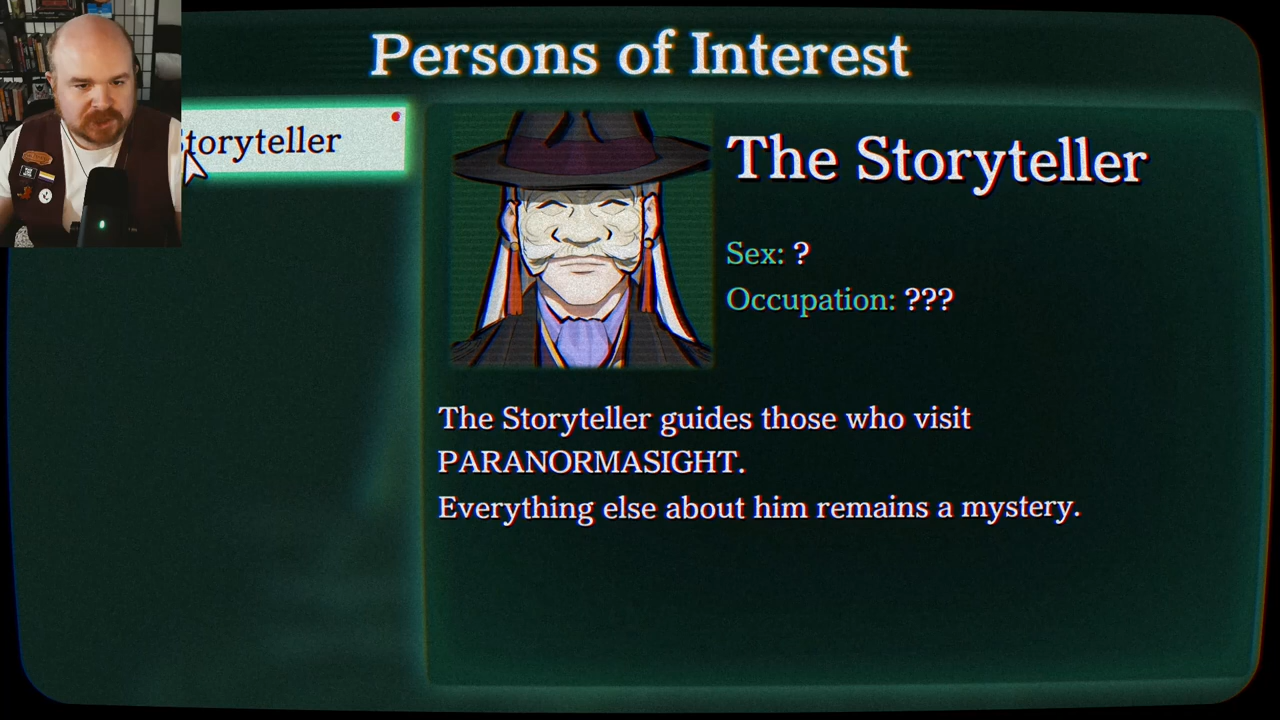 Persons of Interest
Storyteller
The Storyteller
Sex: ?
Occupation: ???
The Storyteller guides those who visit
PARANORMASIGHT.
Everything else about him remains a mystery.